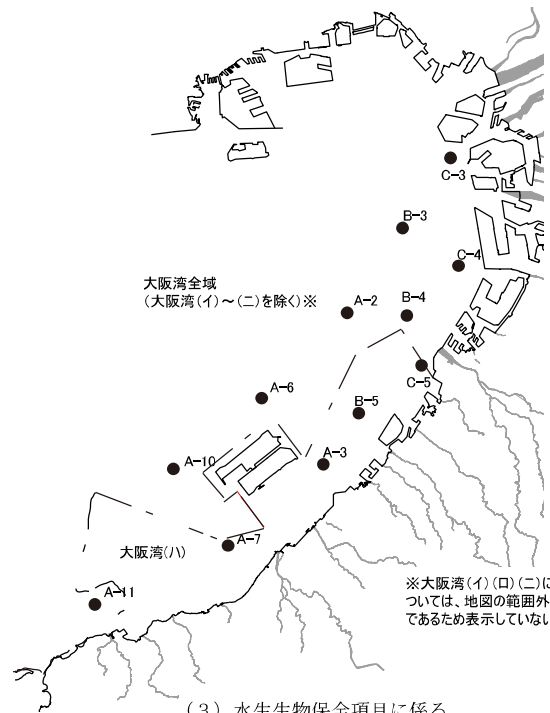 C-3
B-3
C-4
大阪湾全域
(大阪湾(イ)~(ニ)を除く)※
A-2
B-4
C-5
A-6
B-5
A-10
A-3
大阪湾(ハ)
A-7
A-11
※大阪湾(イ)(ロ)(ニ)に
ついては、地図の範囲外
であるため表示していない
(3)水生生物保全項目に係る